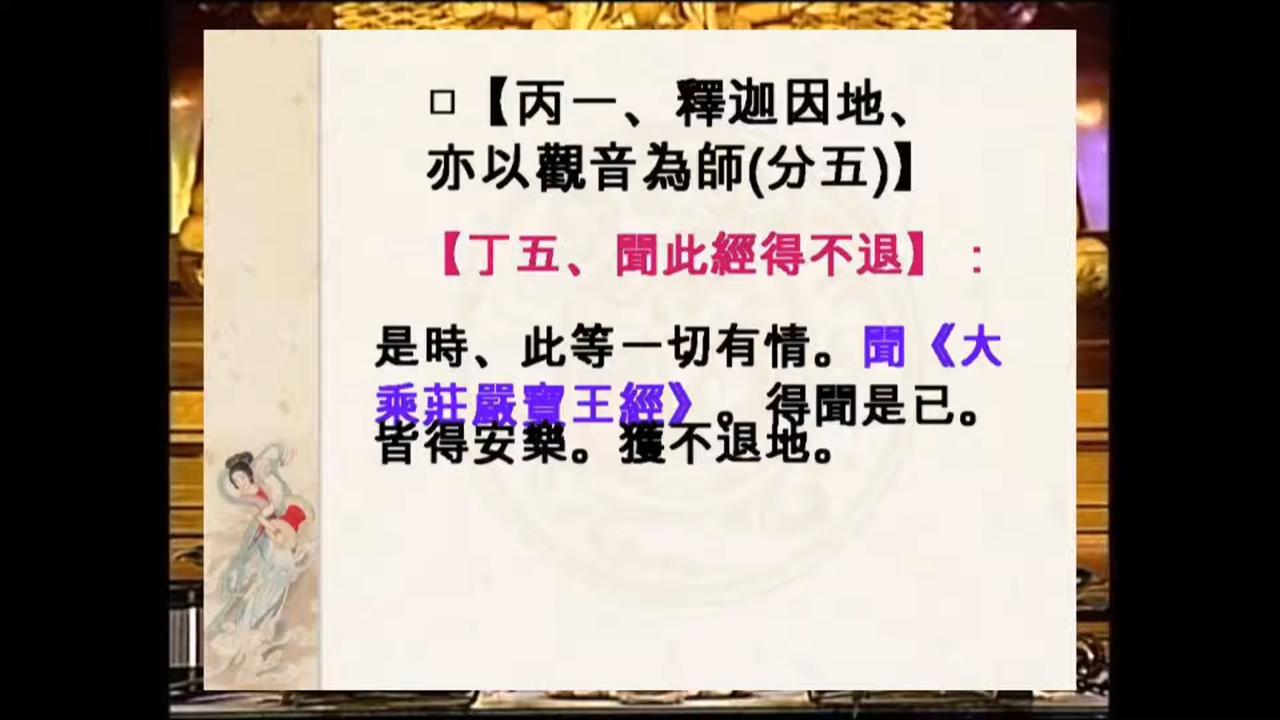 □【丙一、釋迦因地、
亦以觀音為師(分五)】
【丁五、聞此經得不退】：
是時、此等一切有情。聞《大
乘莊嚴寶王經》。得聞是已。
皆得安樂。獲不退地。